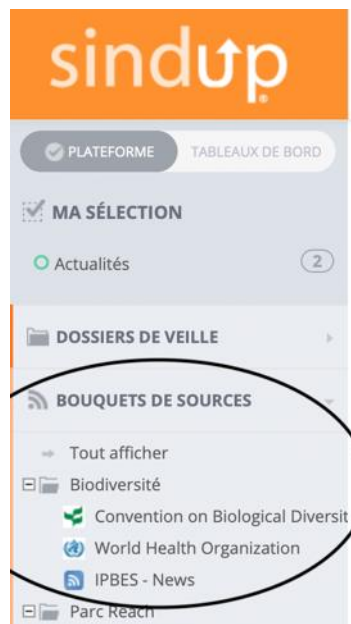 sindup
PLATEFORME TABLEAUX DE BORD
MA SÉLECTION
Actualités 2
DOSSIERS DE VEILLE
BOUQUETS DE SOURCES
Tout afficher
Biodiversité
Convention on Biological Diversit
World Health Organization
IPBES - News
Parc Reach